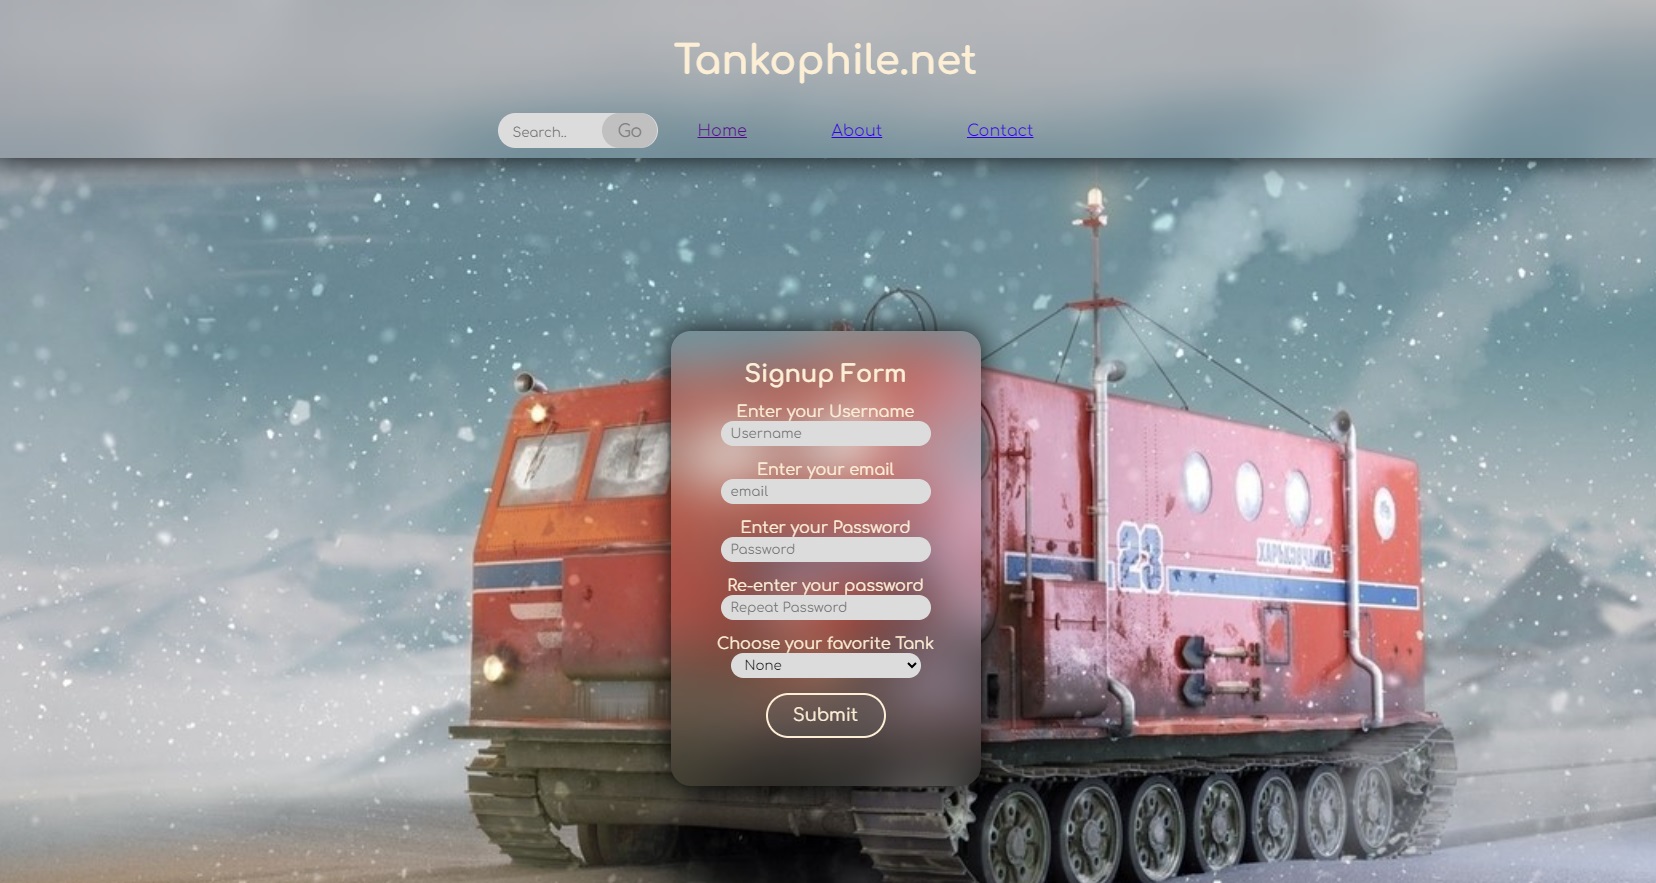 Tankophile.net
Search.. Go Home About Contact
Signup Form
Enter your Username
Username
Enter your email
email
Enter your Password
Password
Re-enter your password
Repeat Password
Choose your favorite Tank
None
Submit
23
ХАРЬКОВЧАНКА